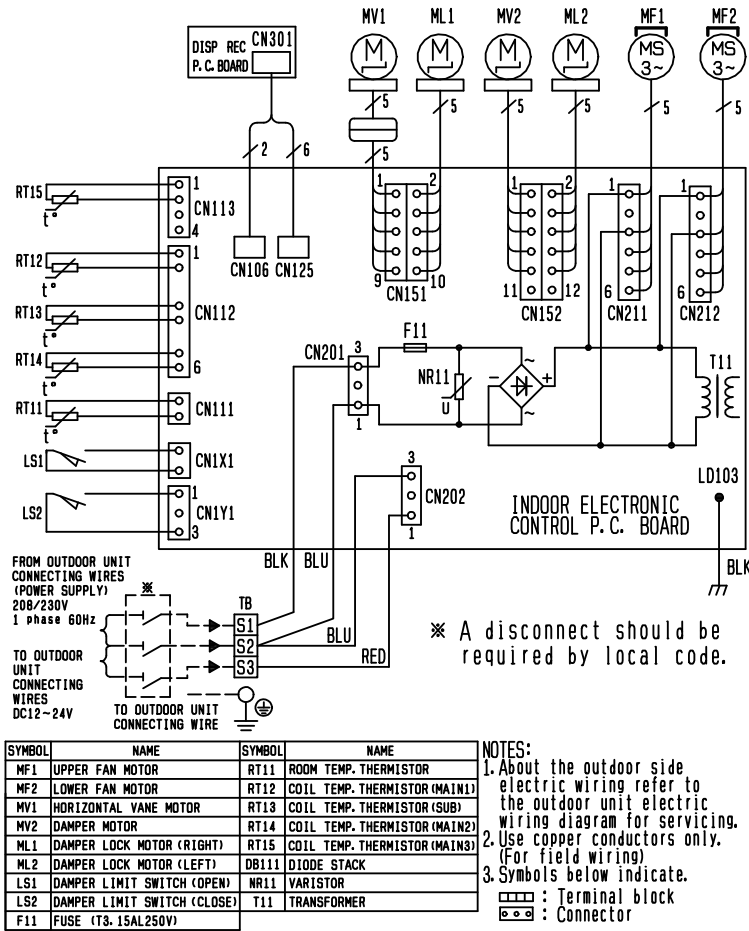 MV1 ML1 MV2 ML2 MF1 MF2
DISP REC CN301
P.C.BOARD
M M M M MS 3~ MS 3~
5 5 5 5 5 5
5
2 6
RT15
t°
1
CN113
4
1 2 1 2 1 1
RT12
t°
1
CN106 CN125
9 10
CN151
11 12
CN152
6
CN211
6
CN212
RT13
t°
CN112
RT14
t°
6
CN201 3
1
F11
NR11
U
~
- +
~
T11
RT11
t°
CN111
LS1
CN1X1
LS2
1
CN1Y1
3
3
CN202
1
LD103
INDOOR ELECTRONIC
CONTROL P.C. BOARD
BLK BLU
BLK
FROM OUTDOOR UNIT
CONNECTING WIRES
(POWER SUPPLY)
208/230V
1 phase 60Hz
※
TB
S1
S2
S3
BLU
RED
TO OUTDOOR
UNIT
CONNECTING
WIRES
DC12~24V
TO OUTDOOR UNIT
CONNECTING WIRE
※ A disconnect should be
required by local code.
SYMBOL NAME SYMBOL NAME
MF1 UPPER FAN MOTOR RT11 ROOM TEMP. THERMISTOR
MF2 LOWER FAN MOTOR RT12 COIL TEMP. THERMISTOR(MAIN1)
MV1 HORIZONTAL VANE MOTOR RT13 COIL TEMP. THERMISTOR(SUB)
MV2 DAMPER MOTOR RT14 COIL TEMP. THERMISTOR(MAIN2)
ML1 DAMPER LOCK MOTOR(RIGHT) RT15 COIL TEMP. THERMISTOR(MAIN3)
ML2 DAMPER LOCK MOTOR(LEFT) DB111 DIODE STACK
LS1 DAMPER LIMIT SWITCH(OPEN) NR11 VARISTOR
LS2 DAMPER LIMIT SWITCH(CLOSE) T11 TRANSFORMER
F11 FUSE (T3.15AL250V)
NOTES:
1.About the outdoor side
electric wiring refer to
the outdoor unit electric
wiring diagram for servicing.
2.Use copper conductors only.
(For field wiring)
3.Symbols below indicate.
: Terminal block
: Connector